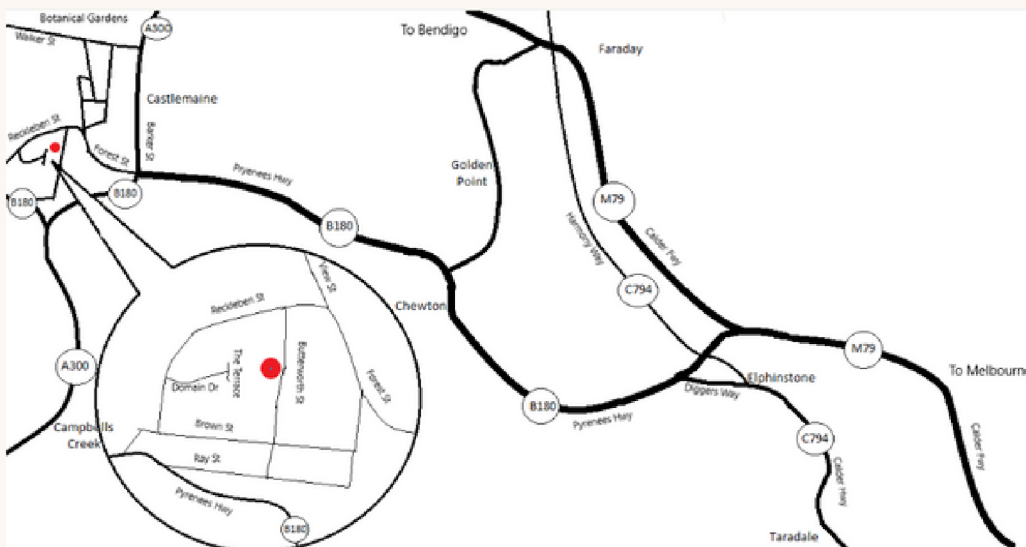 Botanical Gardens
A300
Walker St
To Bendigo
Faraday
Castlemaine
Reckleben St
Barker St
Forest St
Pryenees Hwy
Golden
Point
B180
B180
B180
M79
Harmony Way
Calder Fwy
C794
Chewton
View St
Reckleben St
The Terrace
Butterworth St
Forest St
Domain Dr
Brown St
Ray St
Pyrenees Hwy
B180
A300
Campbells
Creek
M79
To Melbourne
Elphinstone
Diggers Way
B180
Pyrenees Hwy
C794
Calder Hwy
Calder Fwy
Taradale